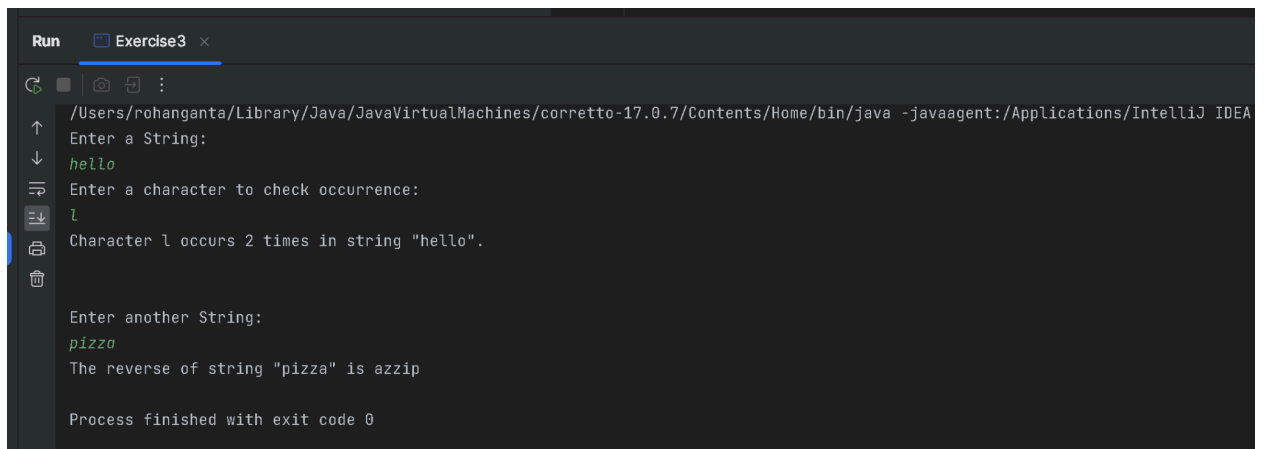 Run Exercise3
/Users/rohanganta/Library/Java/JavaVirtualMachines/corretto-17.0.7/Contents/Home/bin/java -javaagent:/Applications/IntelliJ IDEA
Enter a String:
hello
Enter a character to check occurrence:
l
Character l occurs 2 times in string "hello".
Enter another String:
pizza
The reverse of string "pizza" is azzip
Process finished with exit code 0